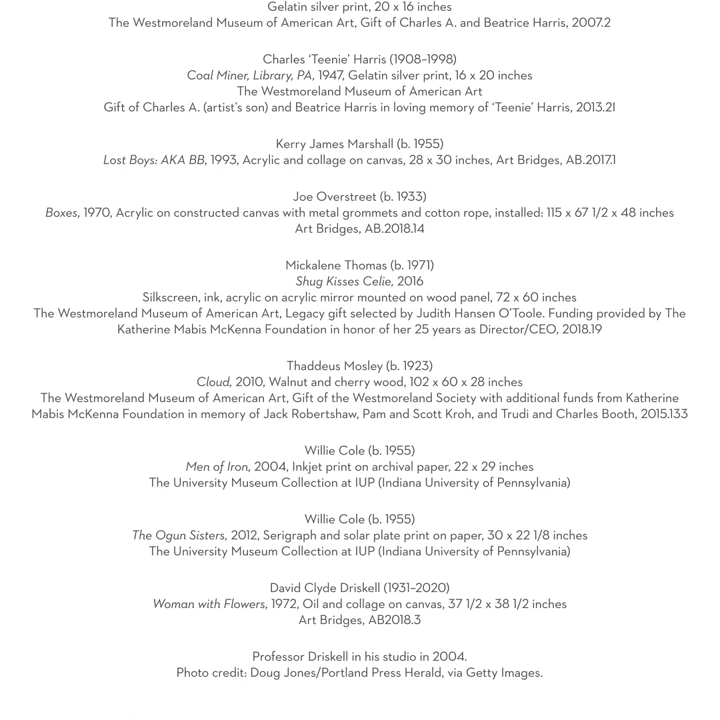 Gelatin silver print, 20 x 16 inches
The Westmoreland Museum of American Art, Gift of Charles A. and Beatrice Harris, 2007.2
Charles 'Teenie' Harris (1908–1998)
Coal Miner, Library, PA, 1947, Gelatin silver print, 16 x 20 inches
The Westmoreland Museum of American Art
Gift of Charles A. (artist's son) and Beatrice Harris in loving memory of 'Teenie' Harris, 2013.21
Kerry James Marshall (b. 1955)
Lost Boys: AKA BB, 1993, Acrylic and collage on canvas, 28 x 30 inches, Art Bridges, AB.2017.1
Joe Overstreet (b. 1933)
Boxes, 1970, Acrylic on constructed canvas with metal grommets and cotton rope, installed: 115 x 67 1/2 x 48 inches
Art Bridges, AB.2018.14
Mickalene Thomas (b. 1971)
Shug Kisses Celie, 2016
Silkscreen, ink, acrylic on acrylic mirror mounted on wood panel, 72 x 60 inches
The Westmoreland Museum of American Art, Legacy gift selected by Judith Hansen O'Toole. Funding provided by The
Katherine Mabis McKenna Foundation in honor of her 25 years as Director/CEO, 2018.19
Thaddeus Mosley (b. 1923)
Cloud, 2010, Walnut and cherry wood, 102 x 60 x 28 inches
The Westmoreland Museum of American Art, Gift of the Westmoreland Society with additional funds from Katherine
Mabis McKenna Foundation in memory of Jack Robertshaw, Pam and Scott Kroh, and Trudi and Charles Booth, 2015.133
Willie Cole (b. 1955)
Men of Iron, 2004, Inkjet print on archival paper, 22 x 29 inches
The University Museum Collection at IUP (Indiana University of Pennsylvania)
Willie Cole (b. 1955)
The Ogun Sisters, 2012, Serigraph and solar plate print on paper, 30 x 22 1/8 inches
The University Museum Collection at IUP (Indiana University of Pennsylvania)
David Clyde Driskell (1931–2020)
Woman with Flowers, 1972, Oil and collage on canvas, 37 1/2 x 38 1/2 inches
Art Bridges, AB2018.3
Professor Driskell in his studio in 2004.
Photo credit: Doug Jones/Portland Press Herald, via Getty Images.